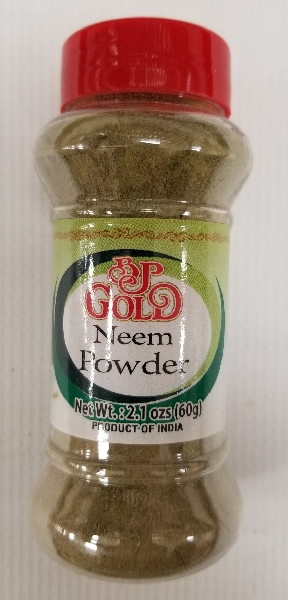 BJP
GOLD
Neem
Powder
Net Wt.: 2.1 ozs (60g)
PRODUCT OF INDIA